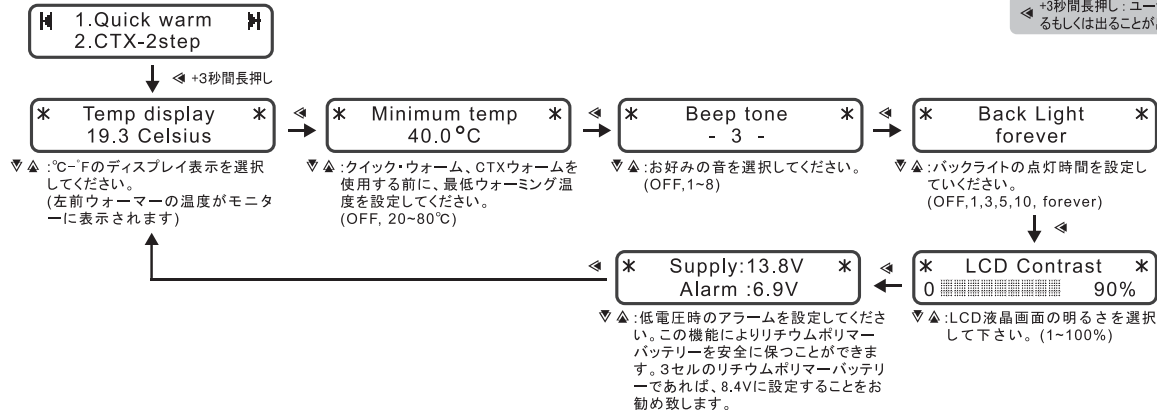 1.Quick warm
2.CTX-2step
+3秒間長押し : ユー
るもしくは出ることが
+3秒間長押し
* Temp display *
19.3 Celsius
* Minimum temp *
40.0°C
* Beep tone *
- 3 -
* Back Light *
forever
:℃-°Fのディスプレイ表示を選択
してください。
(左前ウォーマーの温度がモニタ
ーに表示されます)
:クイック・ウォーム、CTXウォームを
使用する前に、最低ウォーミング温
度を設定してください。
(OFF, 20~80℃)
:お好みの音を選択してください。
(OFF,1~8)
:バックライトの点灯時間を設定し
ていください。
(OFF,1,3,5,10, forever)
* Supply:13.8V *
Alarm :6.9V
* LCD Contrast *
0 90%
:低電圧時のアラームを設定してくださ
い。この機能によりリチウムポリマー
バッテリーを安全に保つことができま
す。3セルのリチウムポリマーバッテリ
ーであれば、8.4Vに設定することをお
勧め致します。
:LCD液晶画面の明るさを選択
して下さい。(1~100%)